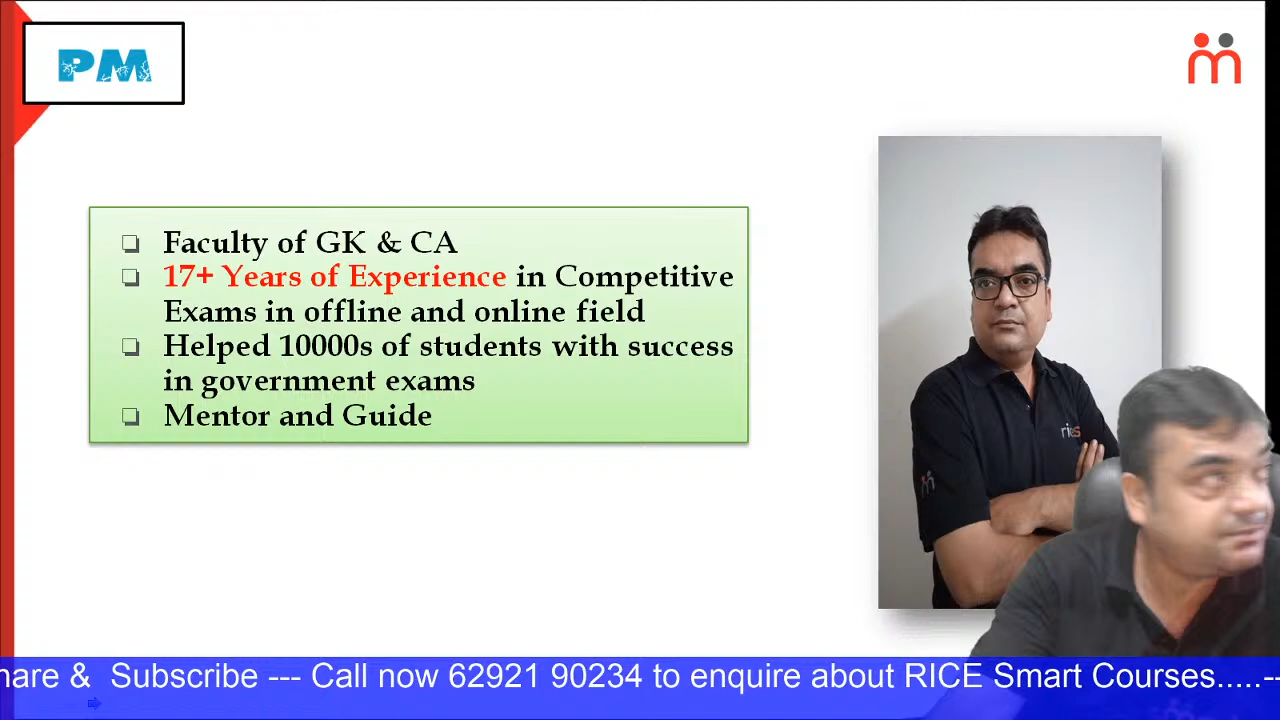 PM
Faculty of GK & CA
17+ Years of Experience in Competitive
Exams in offline and online field
Helped 10000s of students with success
in government exams
Mentor and Guide
rice
hare & Subscribe --- Call now 62921 90234 to enquire about RICE Smart Courses.....--